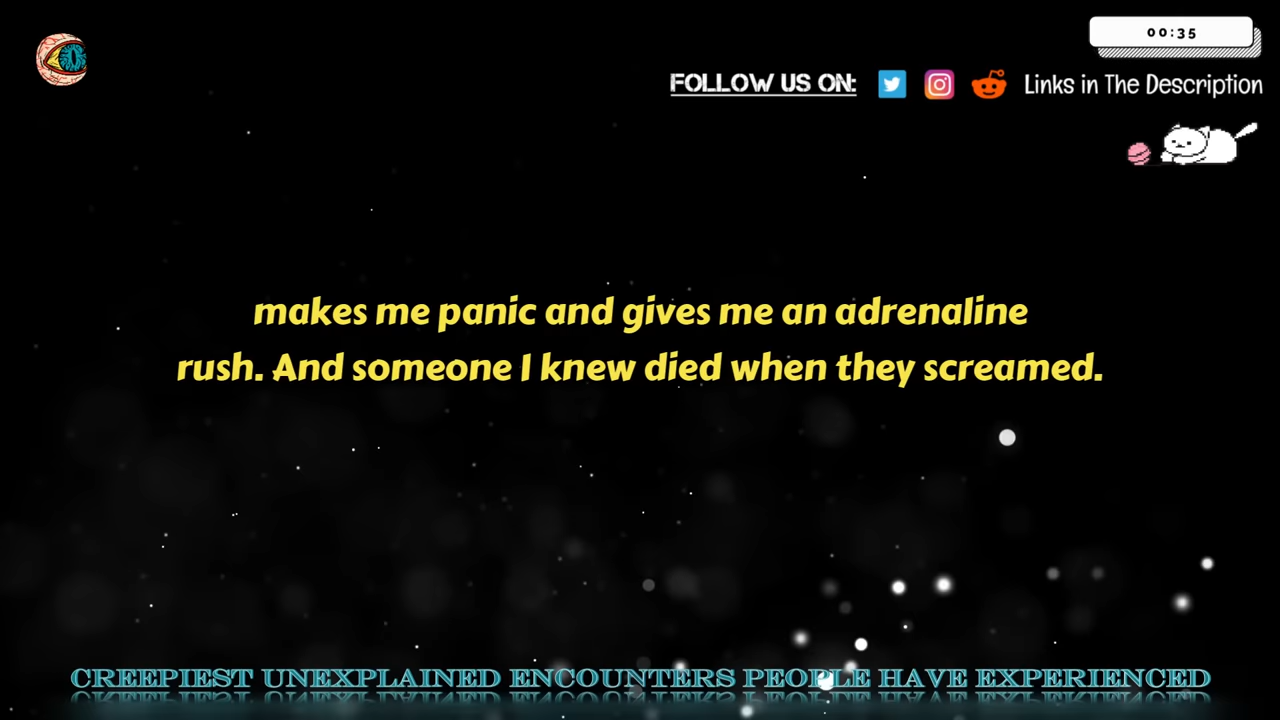 00:35
FOLLOW US ON: Links in The Description
makes me panic and gives me an adrenaline
rush. And someone I knew died when they screamed.
CREEPIEST UNEXPLAINED ENCOUNTERS PEOPLE HAVE EXPERIENCED